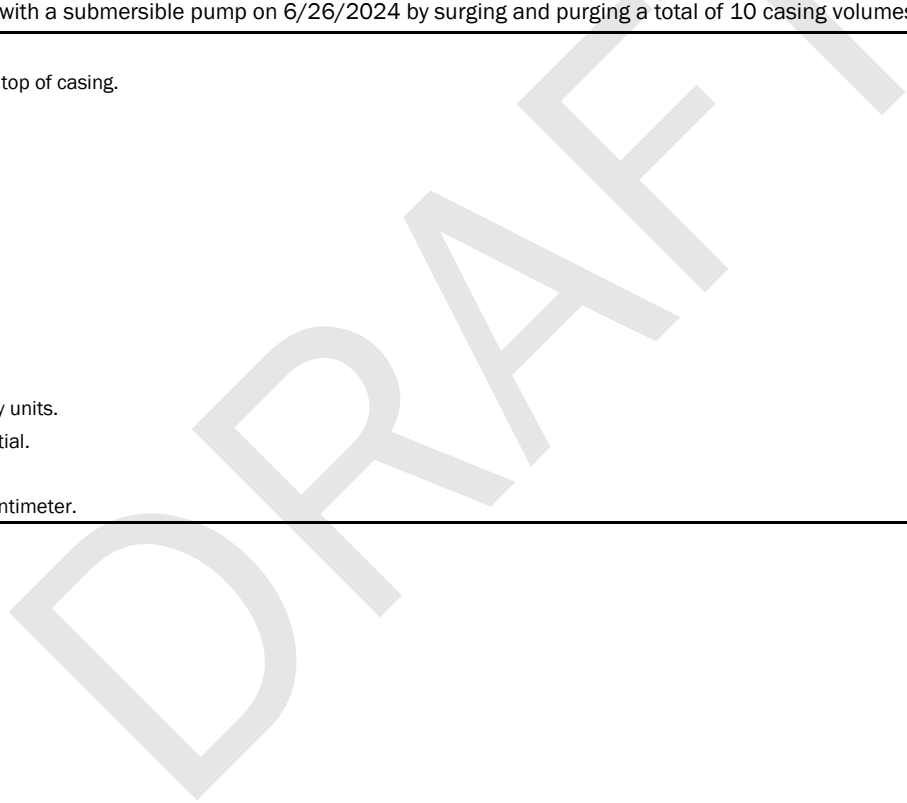 with a submersible pump on 6/26/2024 by surging and purging a total of 10 casing volumes
top of casing.
units.
ntimeter.
DRAFT